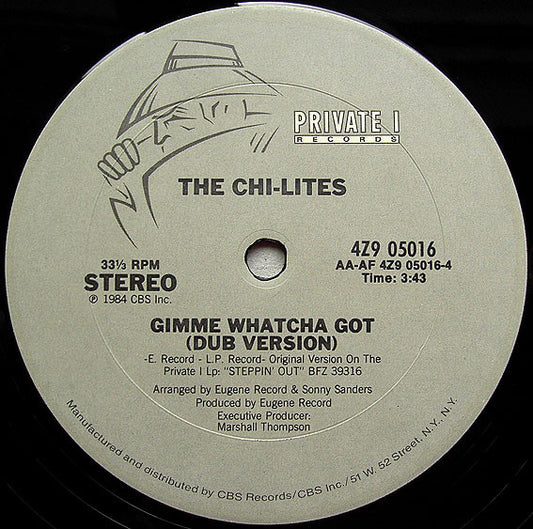 PRIVATE I
RECORDS
THE CHI-LITES
33⅓ RPM
STEREO
℗ 1984 CBS Inc.
4Z9 05016
AA-AF 4Z9 05016-4
Time: 3:43
GIMME WHATCHA GOT
(DUB VERSION)
-E. Record - L.P. Record- Original Version On The
Private I Lp: "STEPPIN' OUT" BFZ 39316
Arranged by Eugene Record & Sonny Sanders
Produced by Eugene Record
Executive Producer:
Marshall Thompson
Manufactured and distributed by CBS Records/CBS Inc./51 W. 52 Street, N.Y., N.Y.